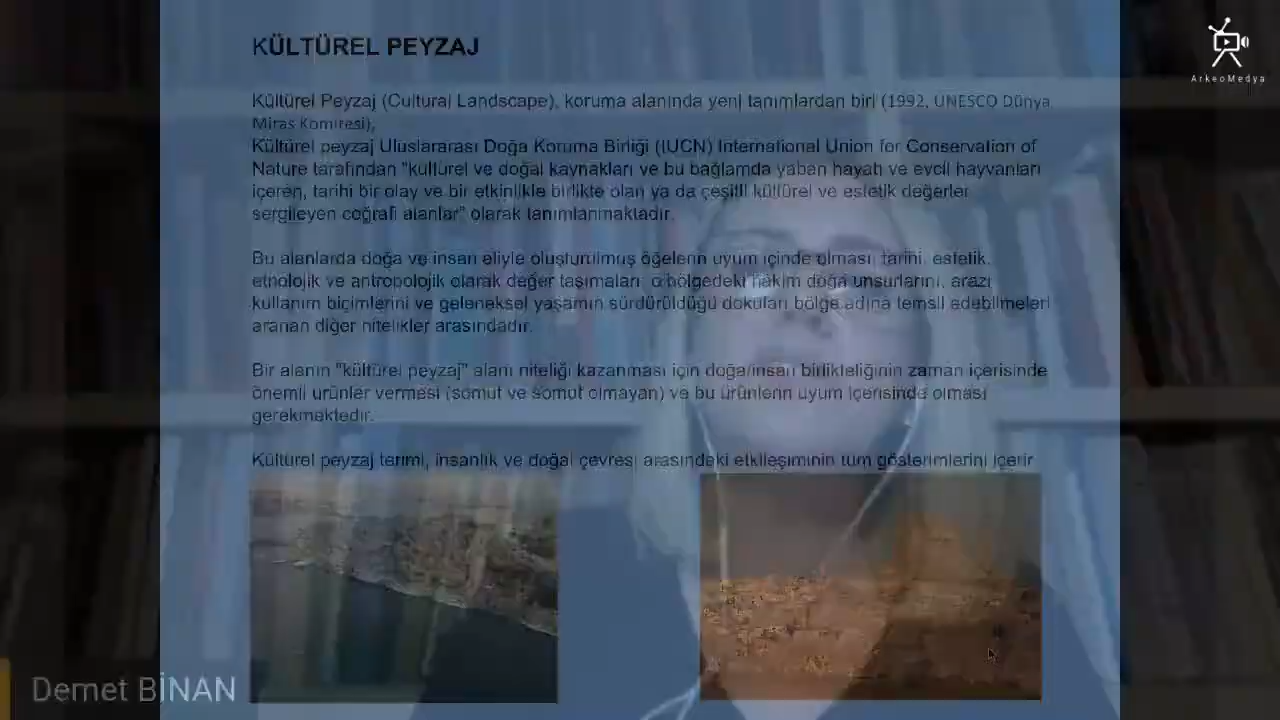 KÜLTÜREL PEYZAJ
ArkeoMedya
Kültürel Peyzaj (Cultural Landscape), koruma alanında yeni tanımlardan biri (1992, UNESCO Dünya
Miras Komitesi),
Kültürel peyzaj Uluslararası Doğa Koruma Birliği (IUCN) International Union for Conservation of
Nature tarafından "kültürel ve doğal kaynakları ve bu bağlamda yaban hayatı ve evcil hayvanları
içeren, tarihi bir olay ve bir etkinlikle birlikte olan ya da çeşitli kültürel ve estetik değerler
sergileyen coğrafi alanlar" olarak tanımlanmaktadır.
Bu alanlarda doğa ve insan eliyle oluşturulmuş öğelerin uyum içinde olması, tarihi, estetik,
etnolojik ve antropolojik olarak değer taşımaları, o bölgedeki hakim doğa unsurlarını, arazi
kullanım biçimlerini ve geleneksel yaşamın sürdürüldüğü dokuları bölge adına temsil edebilmeleri
aranan diğer nitelikler arasındadır.
Bir alanın "kültürel peyzaj" alanı niteliği kazanması için doğa/insan birlikteliğinin zaman içerisinde
önemli ürünler vermesi (somut ve somut olmayan) ve bu ürünlerin uyum içerisinde olması
gerekmektedir.
Kültürel peyzaj terimi, insanlık ve doğal çevresi arasındaki etkileşiminin tüm gösterimlerini içerir
Demet BİNAN